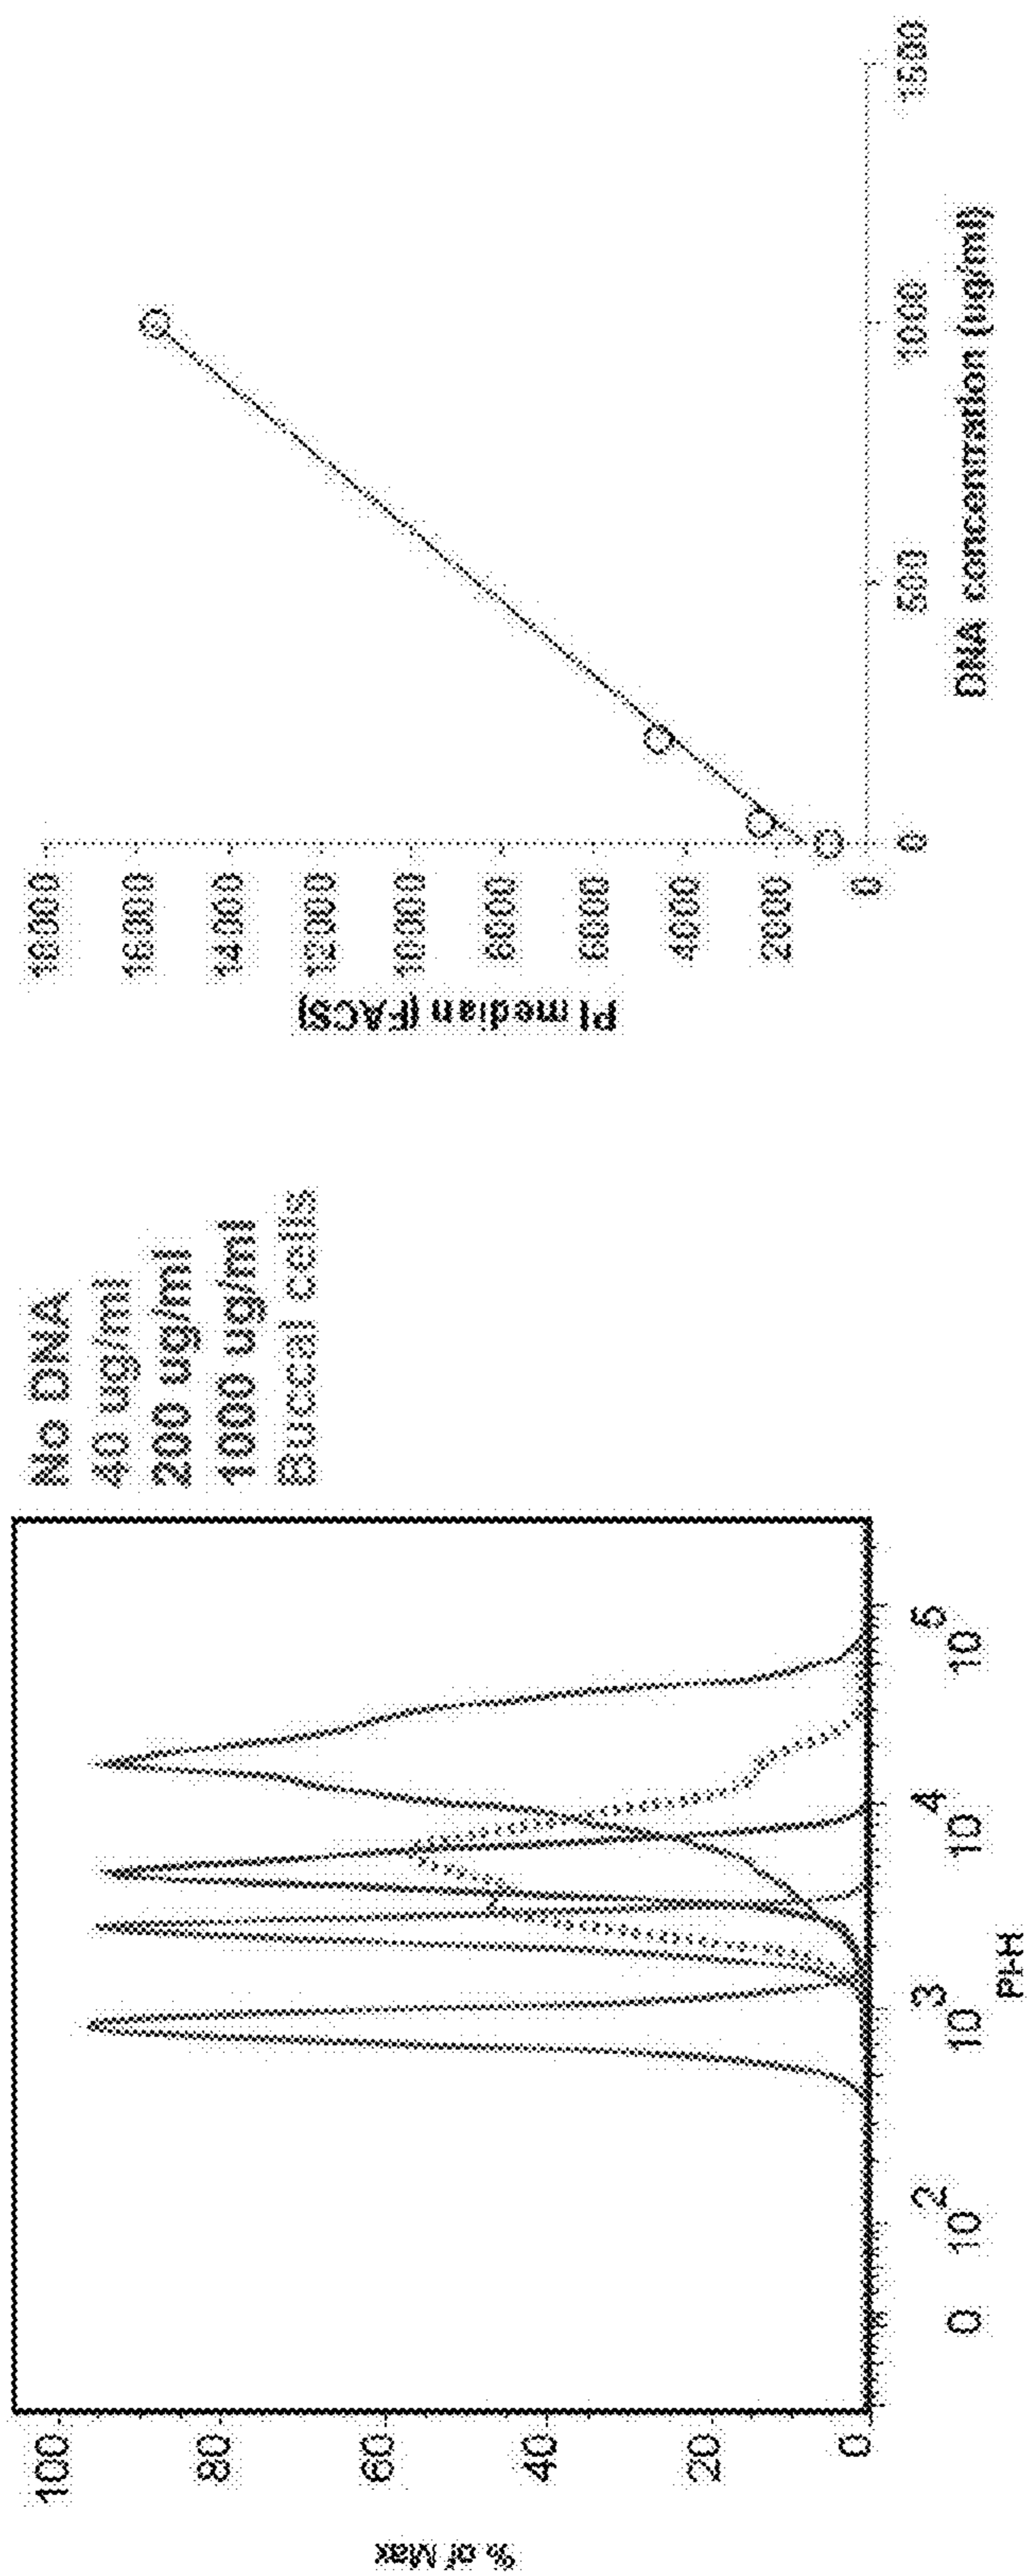 % of Max
100
80
60
40
20
0
0
10 2
10 3
10 4
10 5
PI-H
No DNA
40 ug/ml
200 ug/ml
1000 ug/ml
Buccal cells
PI median (FACS)
18000
16000
14000
12000
10000
8000
6000
4000
2000
0
0
500
1000
1500
DNA concentration (ug/ml)